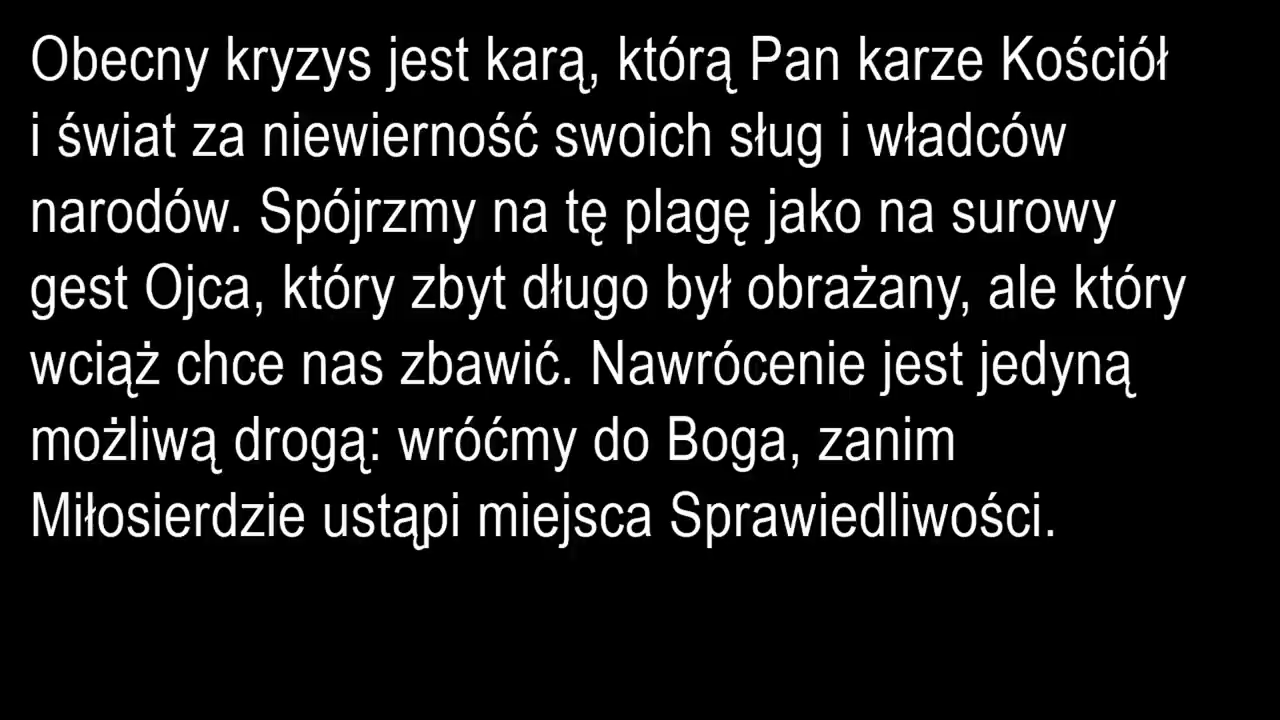 Obecny kryzys jest karą, którą Pan karze Kościół
i świat za niewierność swoich sług i władców
narodów. Spójrzmy na tę plagę jako na surowy
gest Ojca, który zbyt długo był obrażany, ale który
wciąż chce nas zbawić. Nawrócenie jest jedyną
możliwą drogą: wróćmy do Boga, zanim
Miłosierdzie ustąpi miejsca Sprawiedliwości.